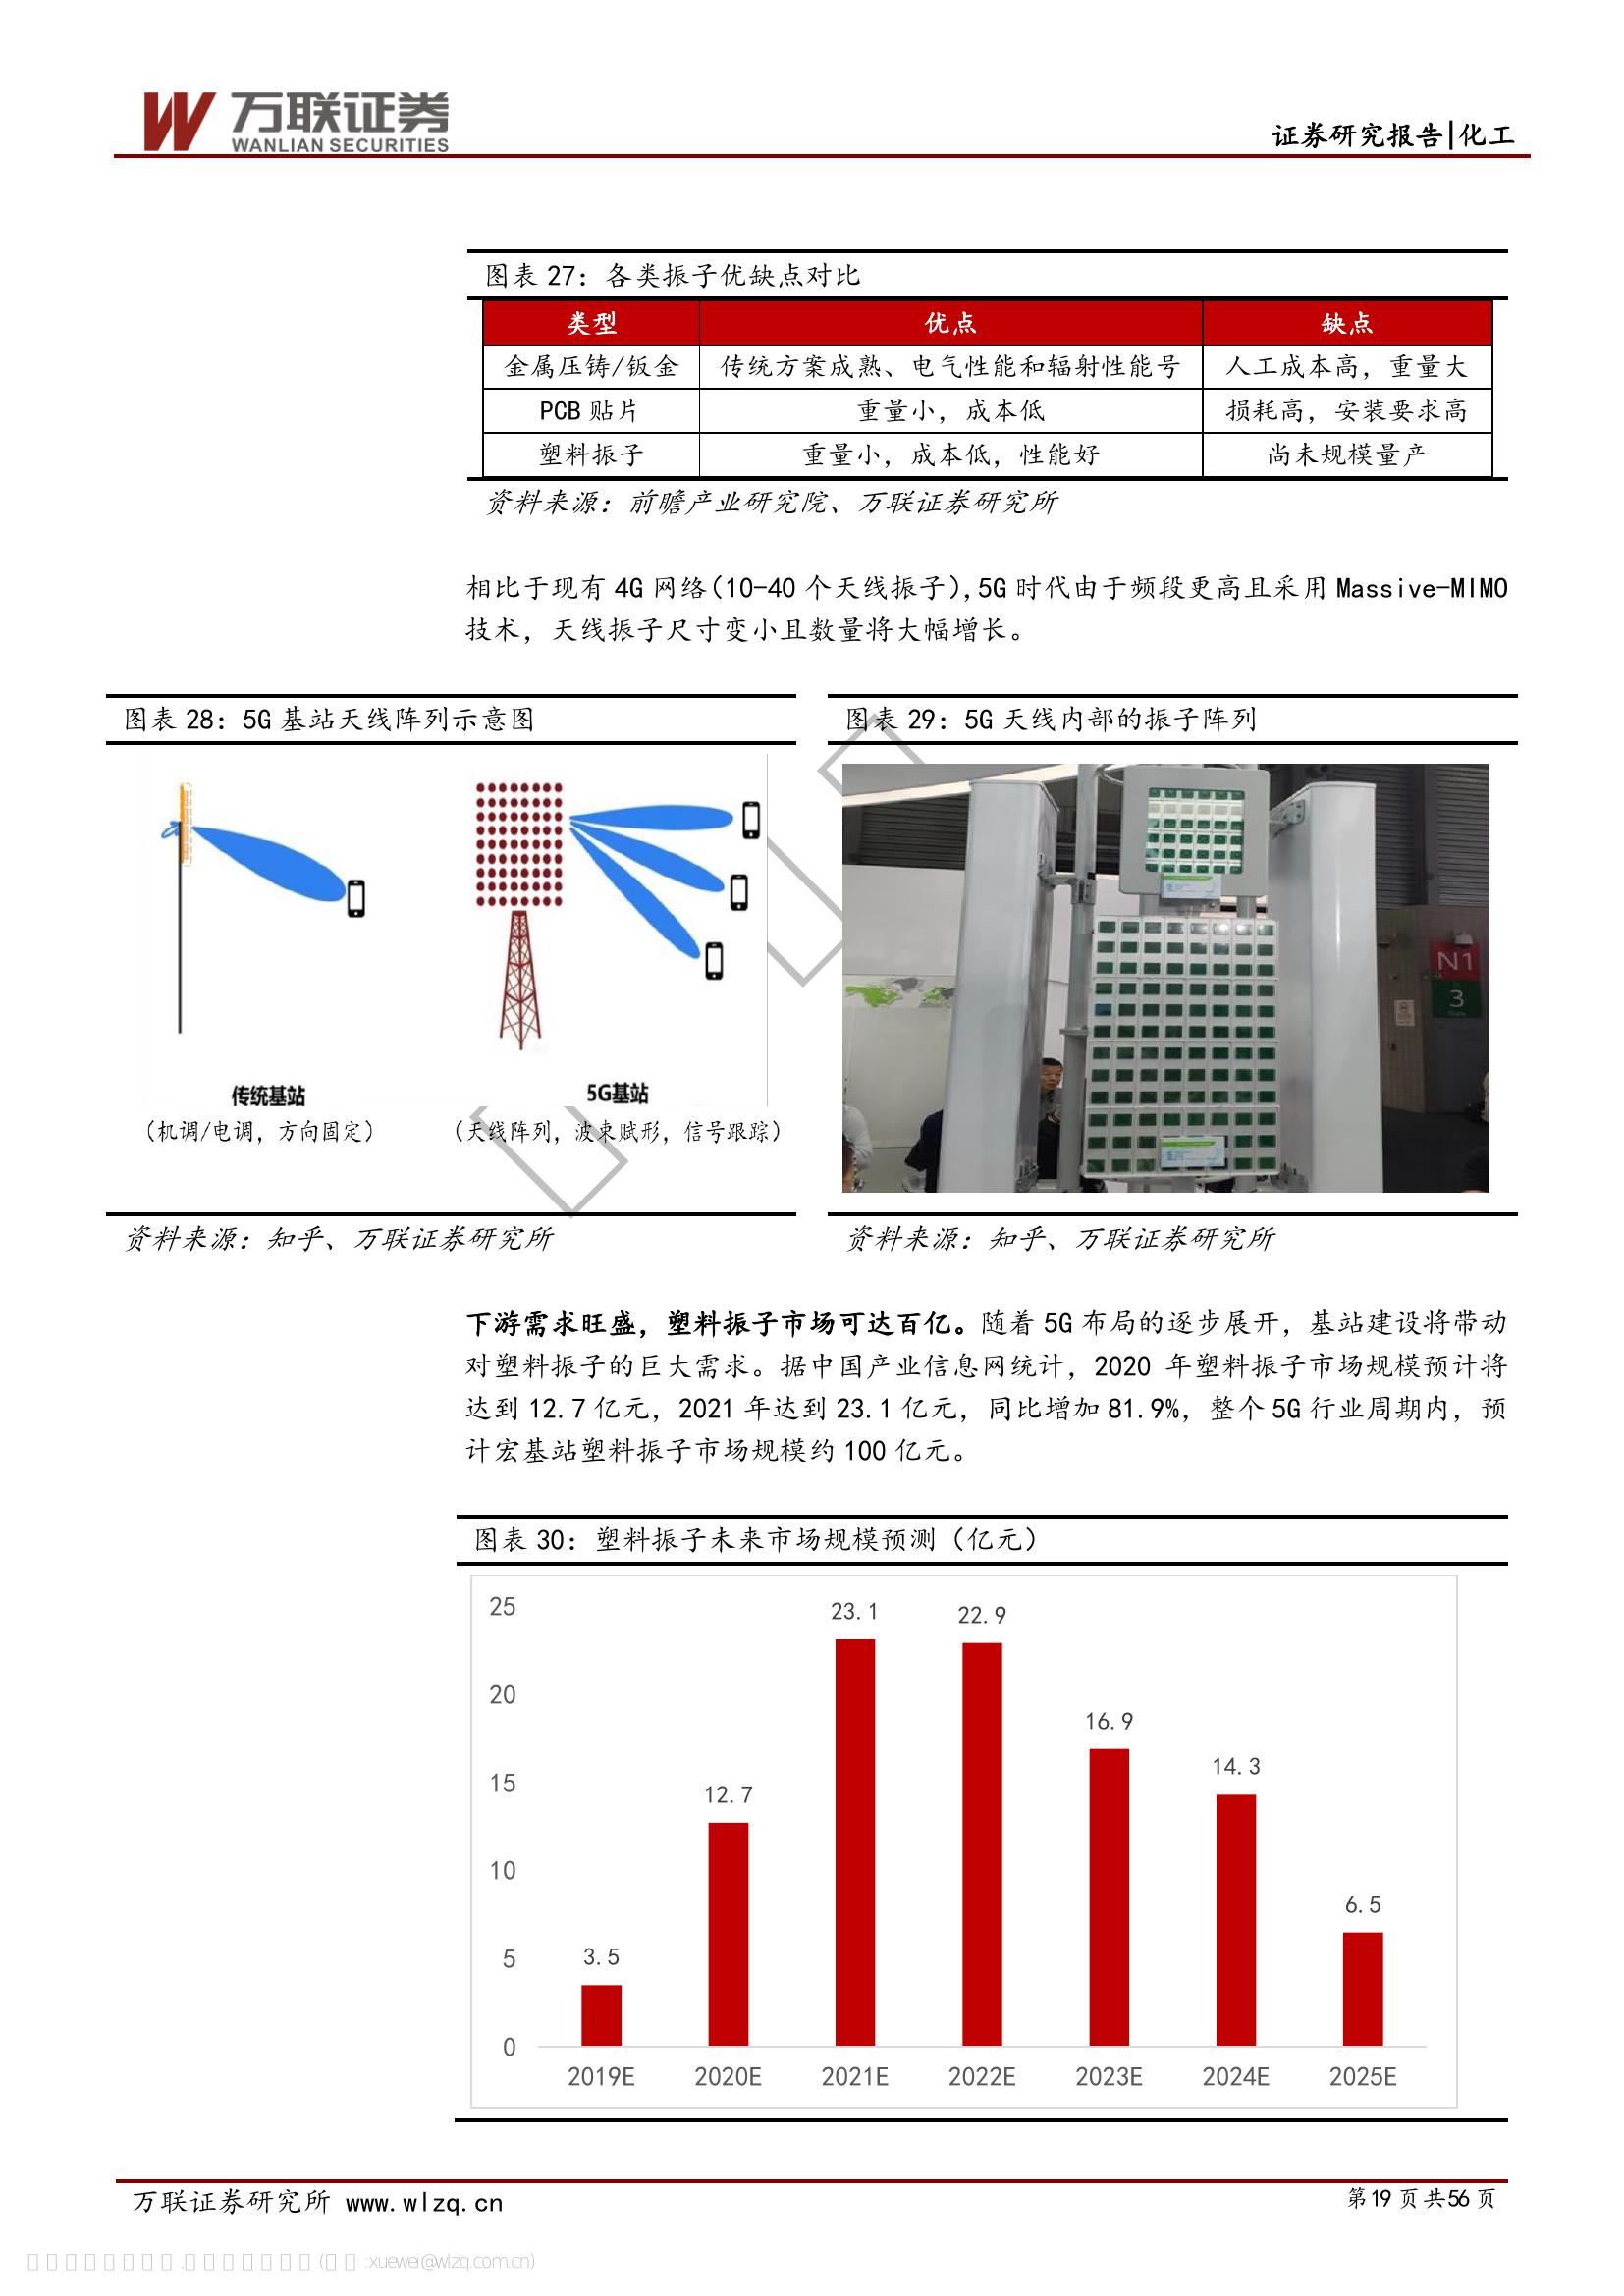 万联证券
WANLIAN SECURITIES
证券研究报告|化工
图表 27：各类振子优缺点对比
类型 优点 缺点
金属压铸/钣金 传统方案成熟、电气性能和辐射性能号 人工成本高，重量大
PCB 贴片 重量小，成本低 损耗高，安装要求高
塑料振子 重量小，成本低，性能好 尚未规模量产
资料来源：前瞻产业研究院、万联证券研究所
相比于现有 4G 网络(10-40 个天线振子),5G 时代由于频段更高且采用 Massive-MIMO
技术，天线振子尺寸变小且数量将大幅增长。
图表 28：5G 基站天线阵列示意图
传统基站 5G基站
（机调/电调，方向固定） （天线阵列，波束赋形，信号跟踪）
资料来源：知乎、万联证券研究所
图表 29：5G 天线内部的振子阵列
N1
3
资料来源：知乎、万联证券研究所
下游需求旺盛，塑料振子市场可达百亿。随着 5G 布局的逐步展开，基站建设将带动
对塑料振子的巨大需求。据中国产业信息网统计，2020 年塑料振子市场规模预计将
达到 12.7 亿元，2021 年达到 23.1 亿元，同比增加 81.9%，整个 5G 行业周期内，预
计宏基站塑料振子市场规模约 100 亿元。
图表 30：塑料振子未来市场规模预测（亿元）
25
20
15
10
5
0
3.5 12.7 23.1 22.9 16.9 14.3 6.5
2019E 2020E 2021E 2022E 2023E 2024E 2025E
万联证券研究所 www.wlzq.cn
第19 页 共56 页
xuewei@wlzq.com.cn)